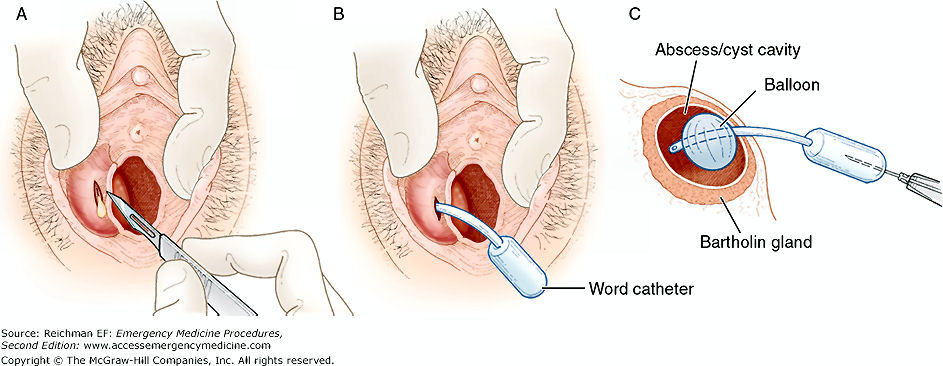 A
B
C
Abscess/cyst cavity
Balloon
Bartholin gland
Word catheter
Source: Reichman EF: Emergency Medicine Procedures,
Second Edition: www.accessemergencymedicine.com
Copyright © The McGraw-Hill Companies, Inc. All rights reserved.